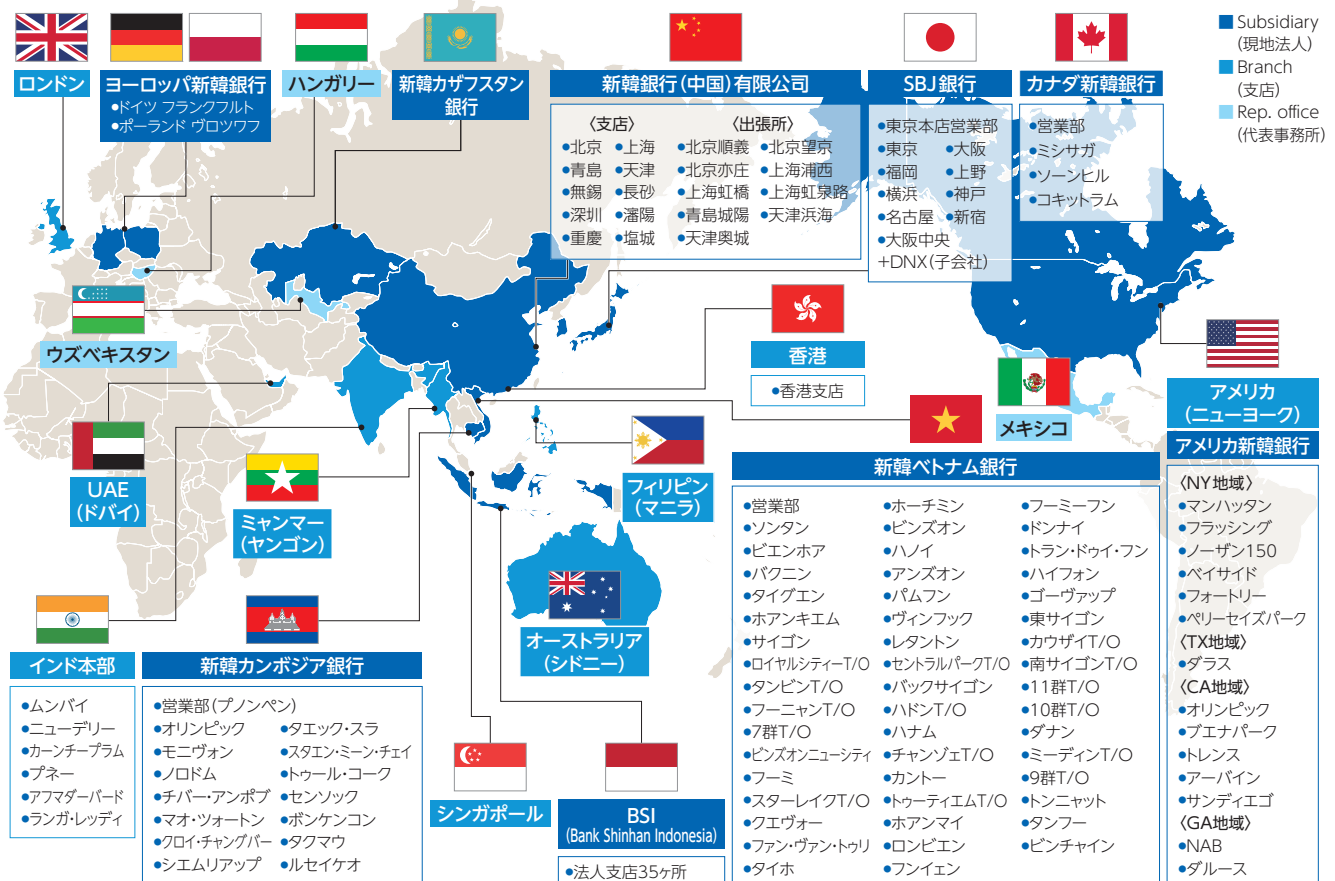 Subsidiary
(現地法人)
Branch
(支店)
Rep. office
(代表事務所)
ロンドン
ヨーロッパ新韓銀行
●ドイツ フランクフルト
●ポーランド ヴロツワフ
ハンガリー
新韓カザフスタン
銀行
新韓銀行(中国)有限公司
〈支店〉 〈出張所〉
●北京 ●上海 ●北京順義 ●北京望京
●青島 ●天津 ●北京亦庄 ●上海浦西
●無錫 ●長砂 ●上海虹橋 ●上海虹泉路
●深圳 ●瀋陽 ●青島城陽 ●天津浜海
●重慶 ●塩城 ●天津奥城
SBJ銀行
●東京本店営業部
●東京 ●大阪
●福岡 ●上野
●横浜 ●神戸
●名古屋 ●新宿
●大阪中央
+DNX(子会社)
カナダ新韓銀行
●営業部
●ミシサガ
●ソーンヒル
●コキットラム
ウズベキスタン
香港
●香港支店
メキシコ
アメリカ
(ニューヨーク)
アメリカ新韓銀行
〈NY地域〉
●マンハッタン
●フラッシング
●ノーザン150
●ベイサイド
●フォートリー
●ペリーセイズパーク
〈TX地域〉
●ダラス
〈CA地域〉
●オリンピック
●ブエナパーク
●トレンス
●アーバイン
●サンディエゴ
〈GA地域〉
●NAB
●ダルース
UAE
(ドバイ)
ミャンマー
(ヤンゴン)
フィリピン
(マニラ)
オーストラリア
(シドニー)
新韓ベトナム銀行
●営業部 ●ホーチミン ●フーミーフン
●ソンタン ●ビンズオン ●ドンナイ
●ビエンホア ●ハノイ ●トラン・ドゥイ・フン
●バクニン ●アンズオン ●ハイフォン
●タイグエン ●パムフン ●ゴーヴァップ
●ホアンキエム ●ヴィンフック ●東サイゴン
●サイゴン ●レタントン ●カウザイT/O
●ロイヤルシティーT/O ●セントラルパークT/O ●南サイゴンT/O
●タンビンT/O ●バックサイゴン ●11群T/O
●フーニャンT/O ●ハドンT/O ●10群T/O
●7群T/O ●ハナム ●ダナン
●ビンズオンニューシティ ●チャンゾェT/O ●ミーディンT/O
●フーミ ●カントー ●9群T/O
●スターレイクT/O ●トゥーティエムT/O ●トンニャット
●クエヴォー ●ホアンマイ ●タンフー
●ファン・ヴァン・トゥリ ●ロンビエン ●ビンチャイン
●タイホ ●フンイェン
インド本部
●ムンバイ
●ニューデリー
●カーンチープラム
●プネー
●アフマダーバード
●ランガ・レッディ
新韓カンボジア銀行
●営業部(プノンペン)
●オリンピック ●タエック・スラ
●モニヴォン ●スタエン・ミーン・チェイ
●ノロドム ●トゥール・コーク
●チバー・アンポブ ●センソック
●マオ・ツォートン ●ボンケンコン
●クロイ・チャングバー ●タクマウ
●シエムリアップ ●ルセイケオ
シンガポール
BSI
(Bank Shinhan Indonesia)
●法人支店35ヶ所